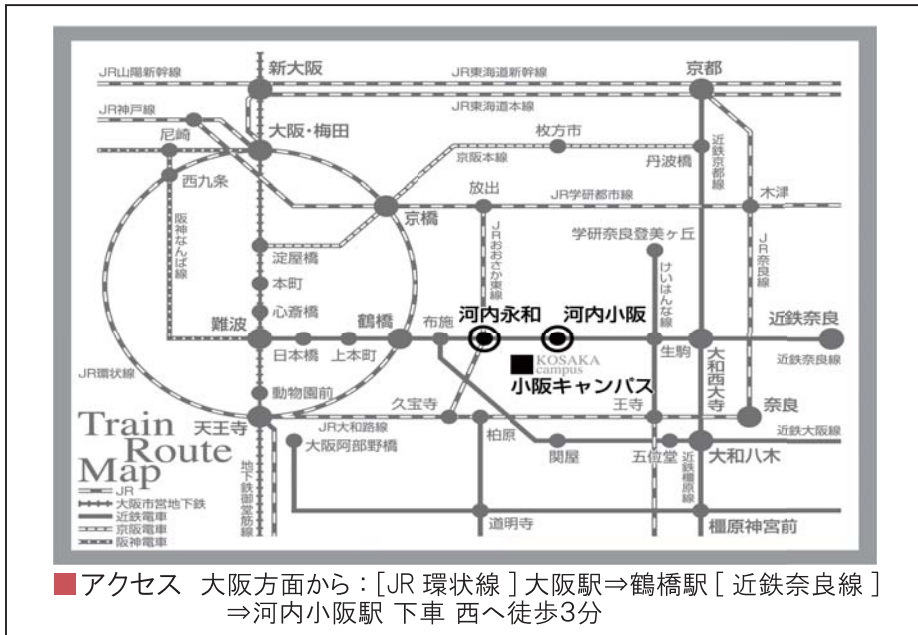 JR山陽新幹線
新大阪
JR東海道新幹線
京都
JR東海道本線
JR神戸線
尼崎
大阪・梅田
枚方市
京阪本線
丹波橋
近鉄京都線
西九条
放出
JR学研都市線
木津
京橋
阪神なんば線
JRおおさか東線
学研奈良登美ヶ丘
JR奈良線
淀屋橋
けいはんな線
本町
心斎橋
鶴橋
布施
河内永和
河内小阪
近鉄奈良
難波
日本橋
上本町
生駒
近鉄奈良線
KOSAKA
campus
大和西大寺
JR環状線
小阪キャンパス
動物園前
久宝寺
王寺
奈良
Train
Route
Map
天王寺
JR大和路線
柏原
近鉄大阪線
大阪阿部野橋
関屋
五位堂
大和八木
地下鉄御堂筋線
近鉄橿原線
JR
大阪市営地下鉄
近鉄電車
京阪電車
阪神電車
道明寺
橿原神宮前
■アクセス 大阪方面から：[JR 環状線 ] 大阪駅⇒鶴橋駅 [ 近鉄奈良線 ]
⇒河内小阪駅 下車 西へ徒歩3分